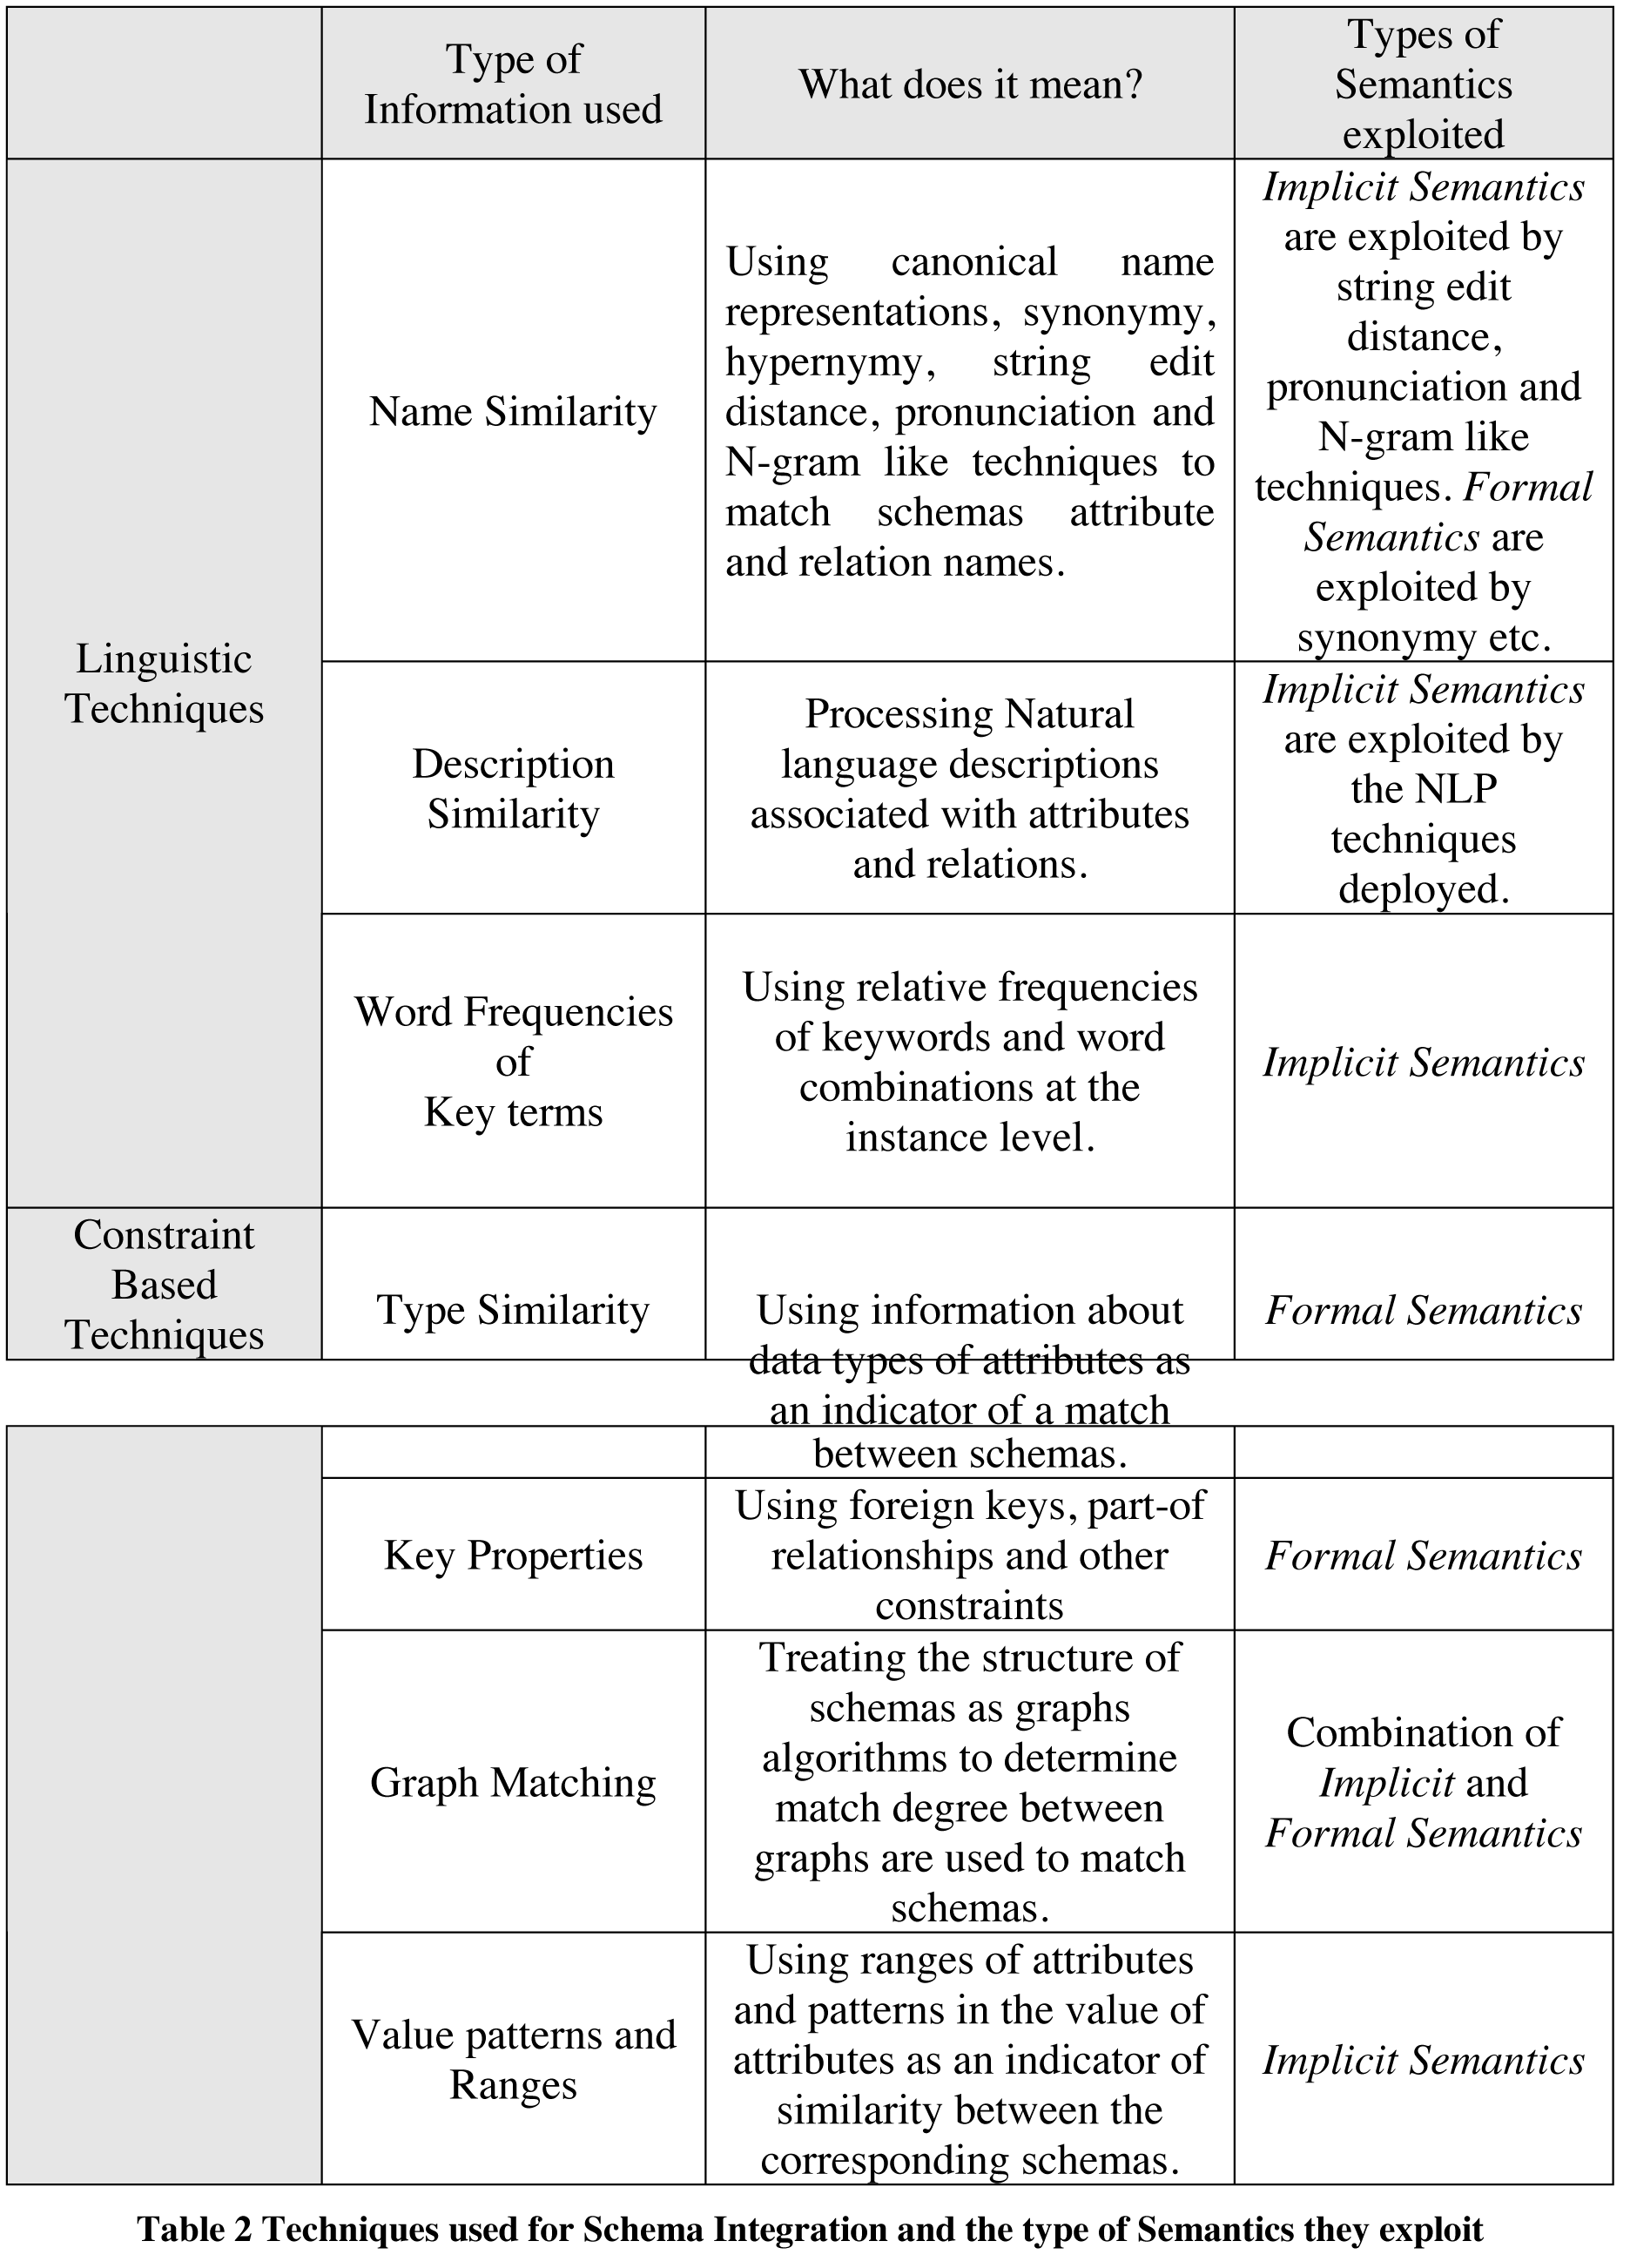 Type of
Information used
What does it mean?
Types of
Semantics
exploited
Linguistic
Techniques
Name Similarity
Using canonical name
representations, synonymy,
hypernymy, string edit
distance, pronunciation and
N-gram like techniques to
match schemas attribute
and relation names.
Implicit Semantics
are exploited by
string edit
distance,
pronunciation and
N-gram like
techniques. Formal
Semantics are
exploited by
synonymy etc.
Description
Similarity
Processing Natural
language descriptions
associated with attributes
and relations.
Implicit Semantics
are exploited by
the NLP
techniques
deployed.
Word Frequencies
of
Key terms
Using relative frequencies
of keywords and word
combinations at the
instance level.
Implicit Semantics
Constraint
Based
Techniques
Type Similarity
Using information about
data types of attributes as
an indicator of a match
between schemas.
Formal Semantics
Key Properties
Using foreign keys, part-of
relationships and other
constraints
Formal Semantics
Graph Matching
Treating the structure of
schemas as graphs
algorithms to determine
match degree between
graphs are used to match
schemas.
Combination of
Implicit and
Formal Semantics
Value patterns and
Ranges
Using ranges of attributes
and patterns in the value of
attributes as an indicator of
similarity between the
corresponding schemas.
Implicit Semantics
Table 2 Techniques used for Schema Integration and the type of Semantics they exploit